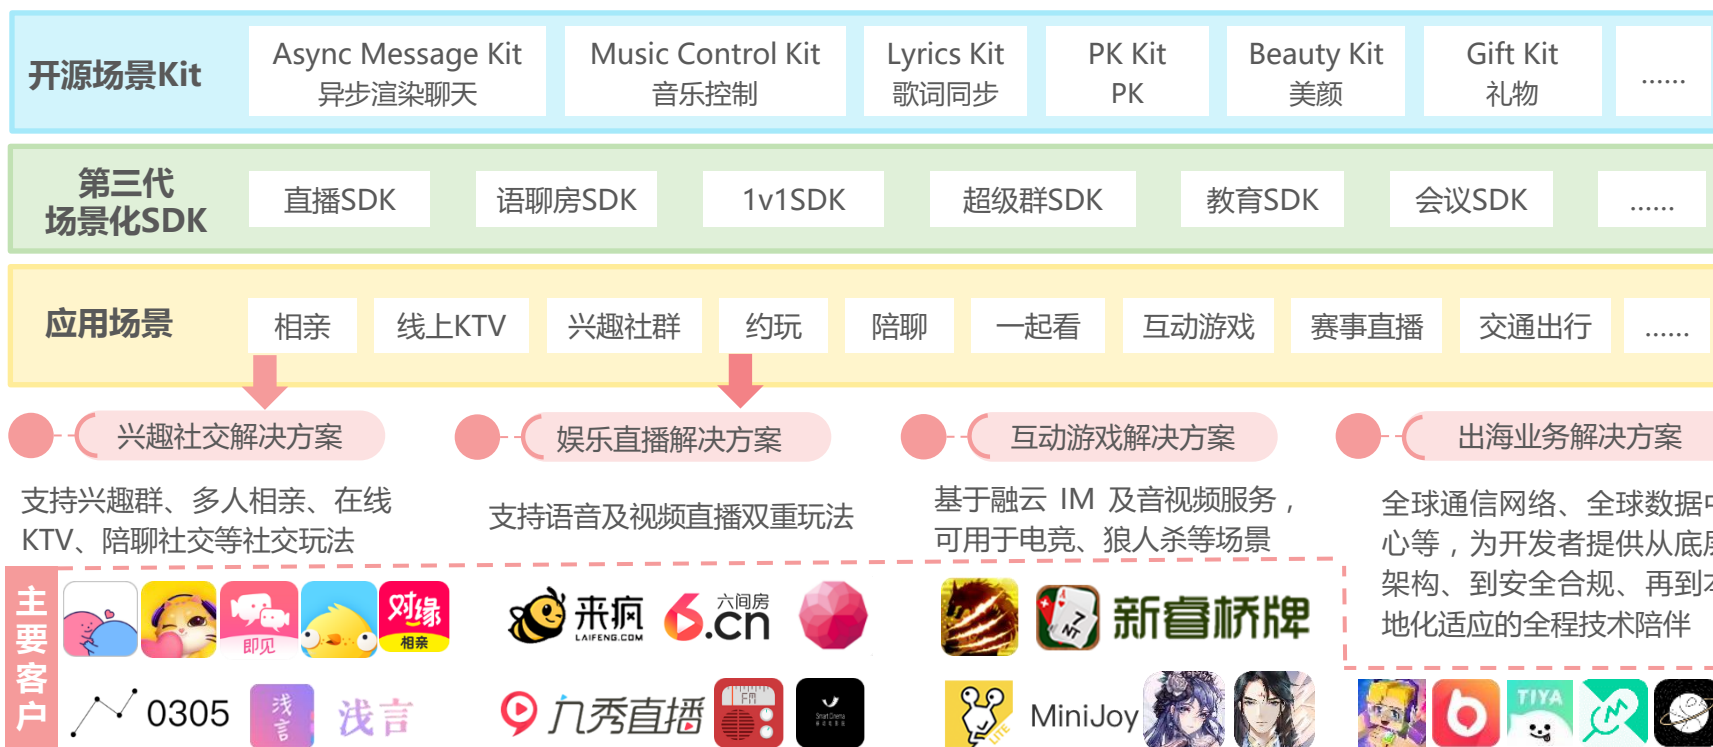 开源场景Kit
Async Message Kit
异步渲染聊天
Music Control Kit
音乐控制
Lyrics Kit
歌词同步
PK Kit
PK
Beauty Kit
美颜
Gift Kit
礼物
......
第三代
场景化SDK
直播SDK
语聊房SDK
1v1SDK
超级群SDK
教育SDK
会议SDK
......
应用场景
相亲
线上KTV
兴趣社群
约玩
陪聊
一起看
互动游戏
赛事直播
交通出行
......
兴趣社交解决方案
支持兴趣群、多人相亲、在线
KTV、陪聊社交等社交玩法
娱乐直播解决方案
支持语音及视频直播双重玩法
互动游戏解决方案
基于融云 IM 及音视频服务，
可用于电竞、狼人杀等场景
出海业务解决方案
全球通信网络、全球数据中
心等，为开发者提供从底层
架构、到安全合规、再到本
地化适应的全程技术陪伴
主要客户
即见
对缘
相亲
来疯
LAIFENG.COM
六间房
6.cn
7
NT
新睿桥牌
0305
浅言
浅言
九秀直播
FM
Smart Cinema
LITE
MiniJoy
TIYA